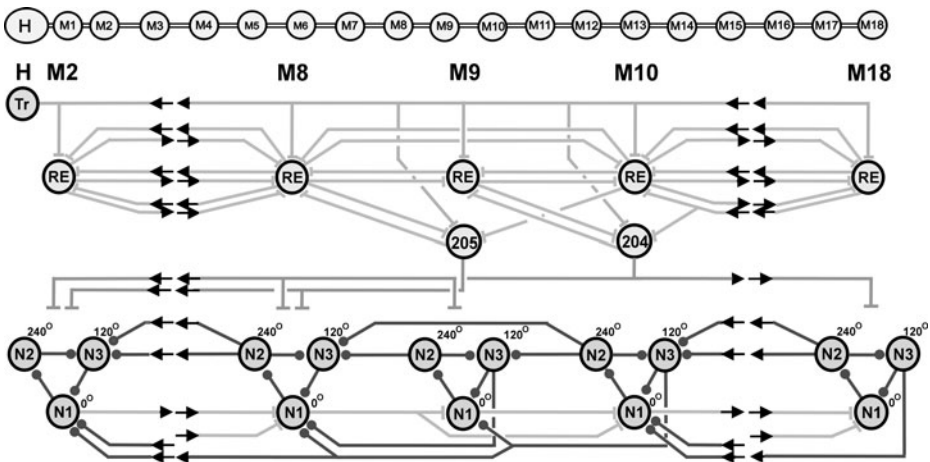 H M1 M2 M3 M4 M5 M6 M7 M8 M9 M10 M11 M12 M13 M14 M15 M16 M17 M18
H M2 M8 M9 M10 M18
Tr
RE RE RE RE RE
205 204
240° 120° 240° 120° 240° 120° 240° 120° 240° 120°
N2 N3 N2 N3 N2 N3 N2 N3 N2 N3
N1 0° N1 0° N1 0° N1 0° N1 0°